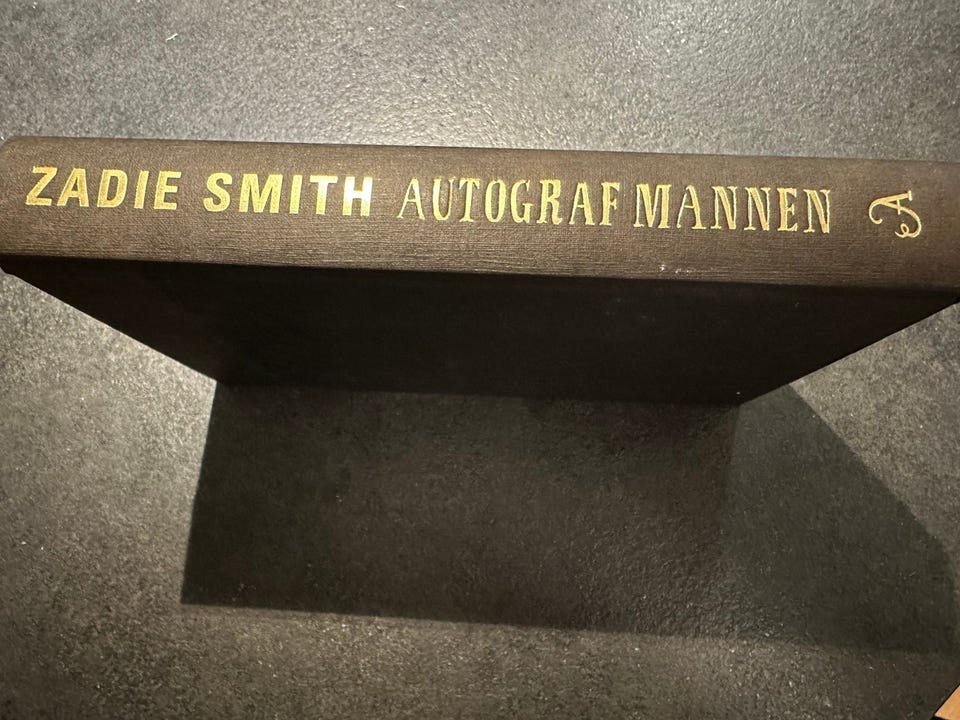 ZADIE SMITH AUTOGRAF MANNEN A